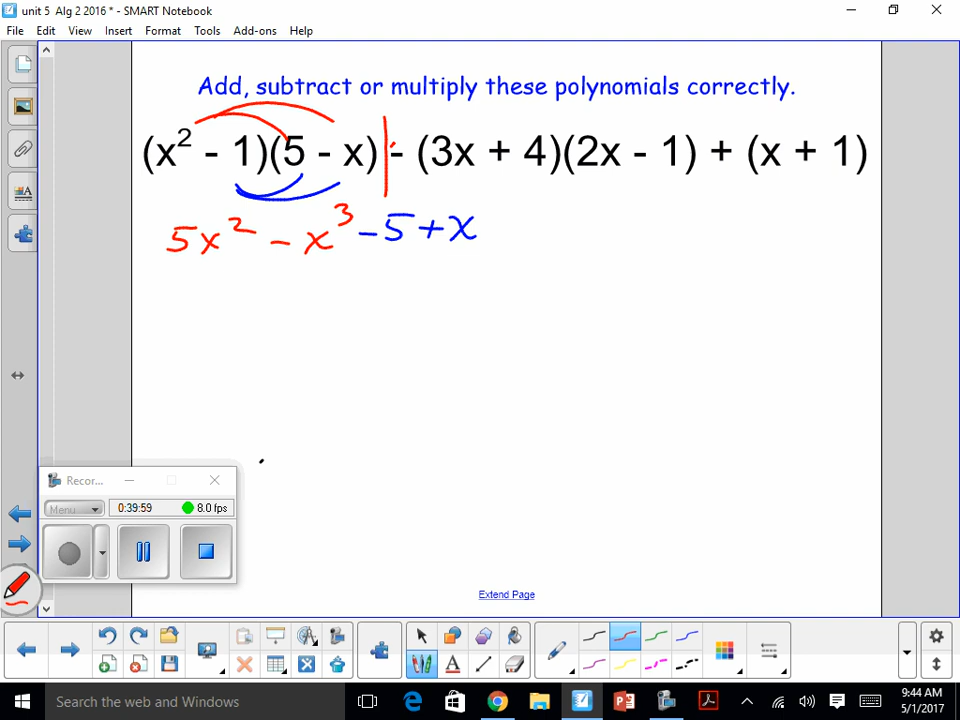 unit 5 Alg 2 2016 * - SMART Notebook
File Edit View Insert Format Tools Add-ons Help
Add, subtract or multiply these polynomials correctly.
(x² - 1)(5 - x) - (3x + 4)(2x - 1) + (x + 1)
5x² - x³ - 5 + x
Recor...
Menu 0:39:59 8.0 fps
Extend Page
Search the web and Windows
9:44 AM
5/1/2017